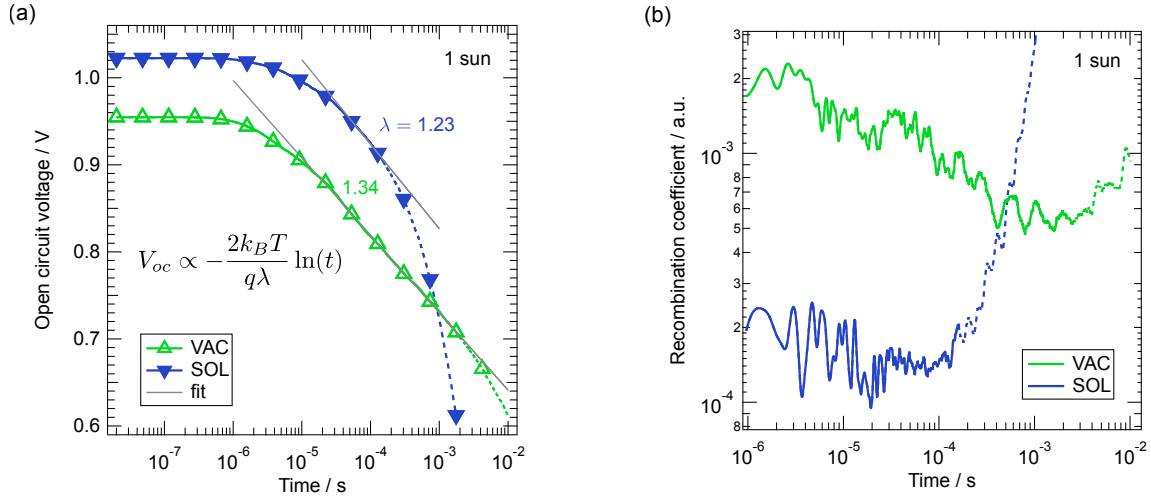 (a)
1 sun
Open circuit voltage / V
1.0
0.9
0.8
0.7
0.6
λ = 1.23
1.34
V_{oc} ∝ -\frac{2k_BT}{qλ} ln(t)
VAC
SOL
fit
10⁻⁷ 10⁻⁶ 10⁻⁵ 10⁻⁴ 10⁻³ 10⁻²
Time / s
(b)
1 sun
Recombination coefficient / a.u.
2
10⁻³
8
7
6
5
4
3
2
10⁻⁴
8
VAC
SOL
10⁻⁶ 10⁻⁵ 10⁻⁴ 10⁻³ 10⁻²
Time / s